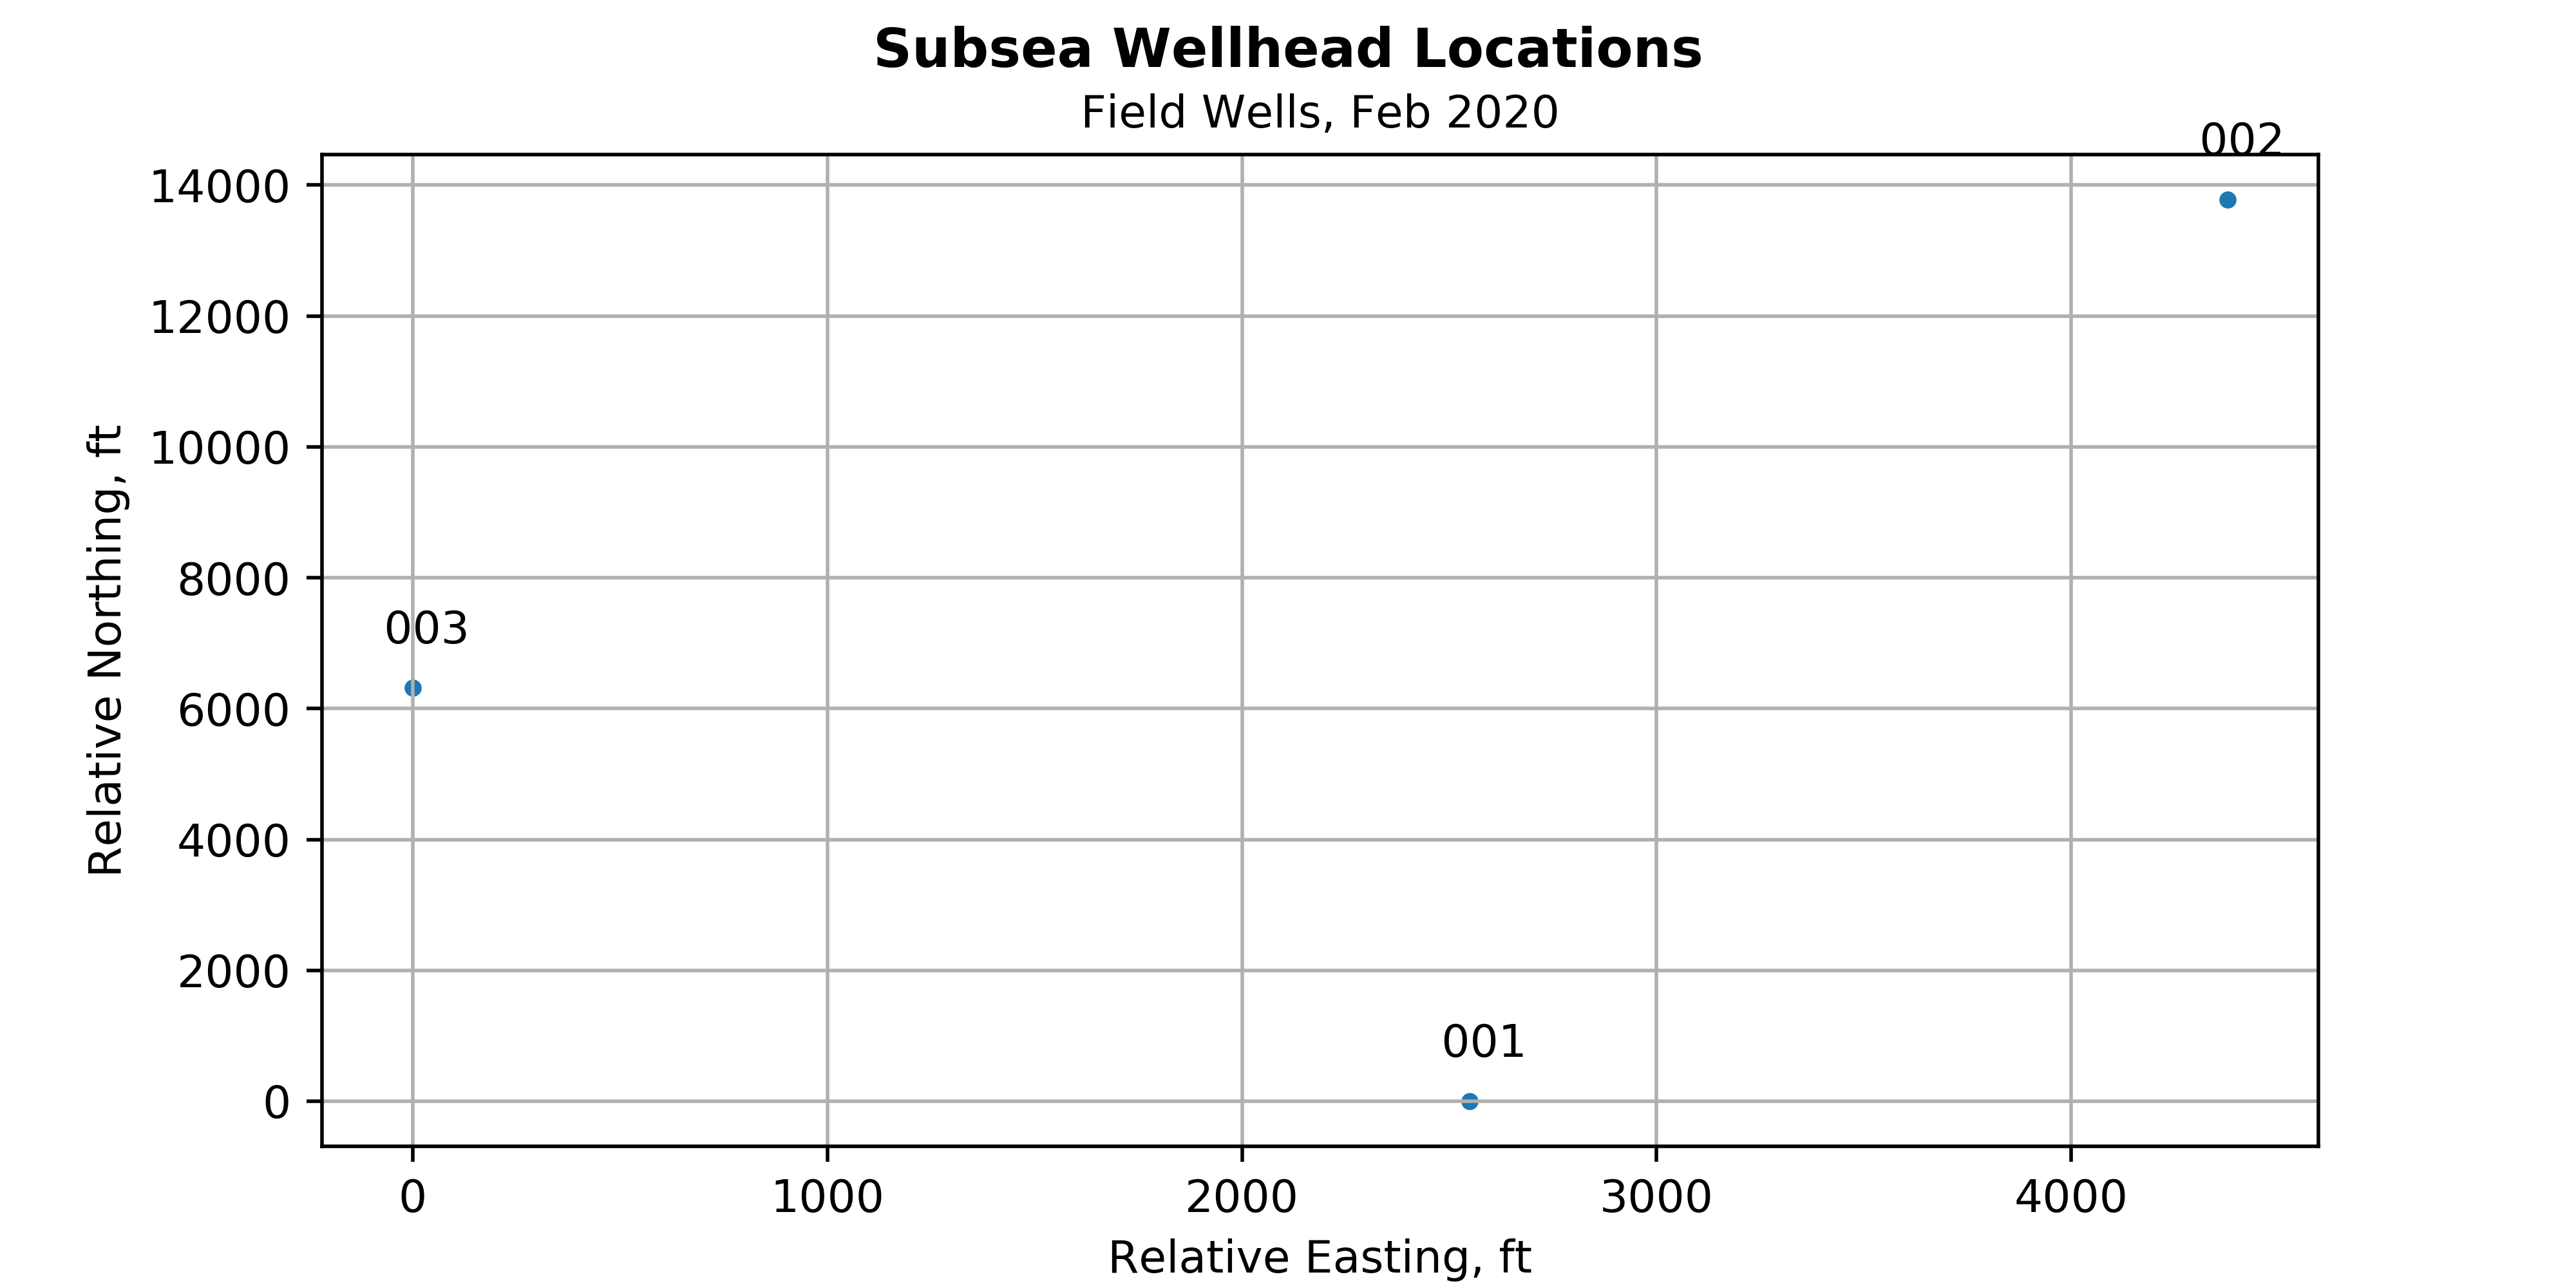 Subsea Wellhead Locations
Field Wells, Feb 2020
002
14000
12000
10000
8000
003
6000
4000
2000
001
0
0 1000 2000 3000 4000
Relative Northing, ft
Relative Easting, ft